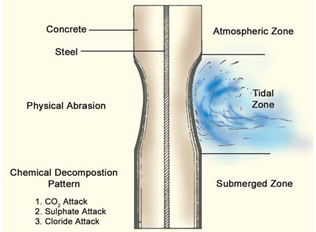 Concrete
Steel
Atmospheric Zone
Physical Abrasion
Tidal
Zone
Chemical Decompostion
Pattern
1. CO₂ Attack
2. Sulphate Attack
3. Cloride Attack
Submerged Zone